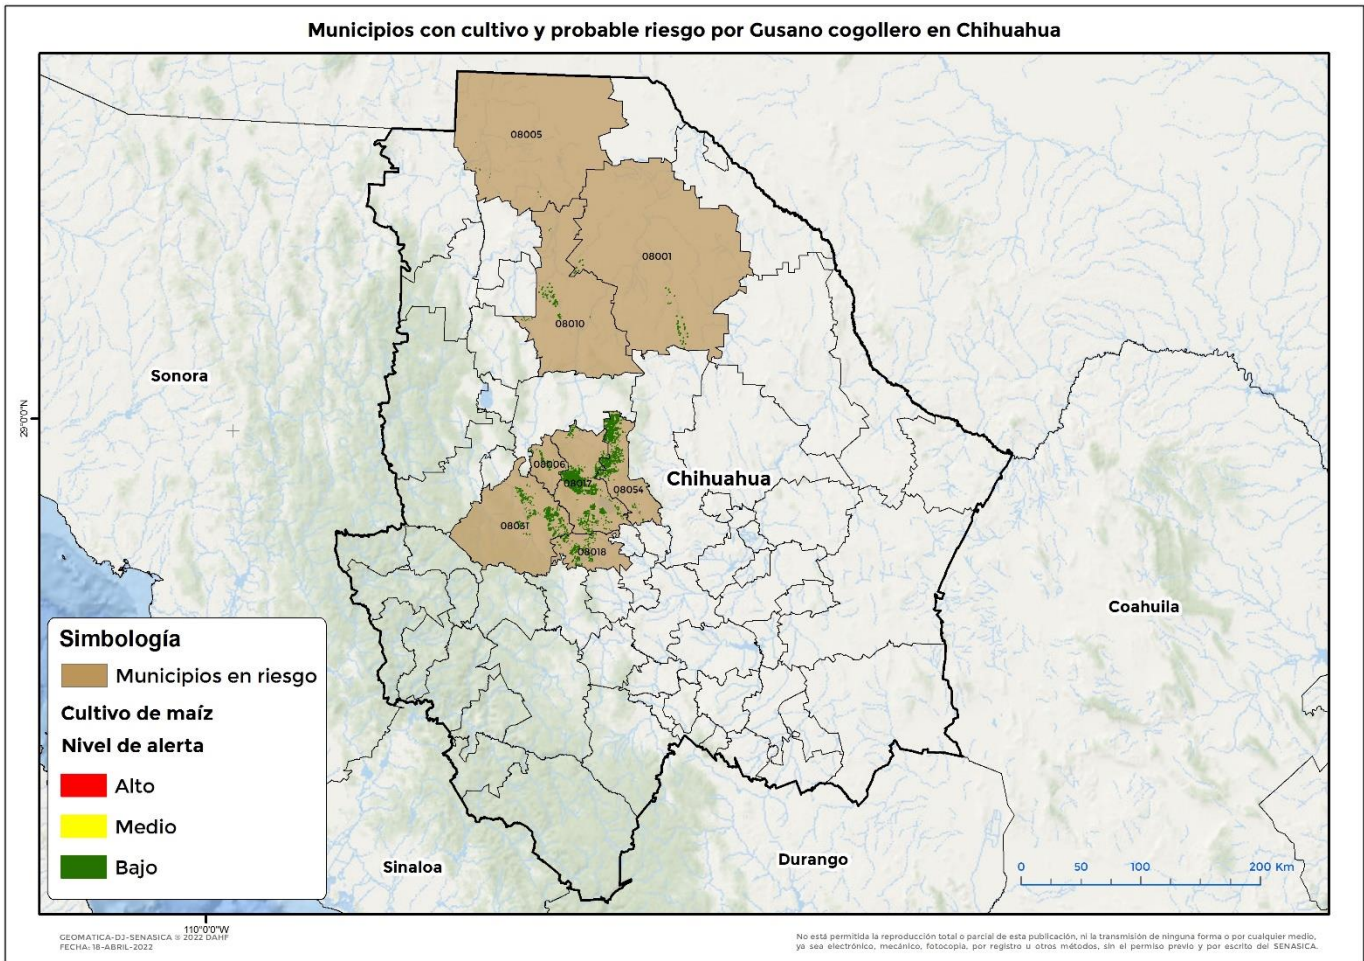 Municipios con cultivo y probable riesgo por Gusano cogollero en Chihuahua
08005
08001
08010
Sonora
29°0'0"N
08006
08017
08054
Chihuahua
08031
08018
Coahuila
Simbología
Municipios en riesgo
Cultivo de maíz
Nivel de alerta
Alto
Medio
Bajo
Sinaloa
Durango
0 50 100 200 Km
110°0'0"W
GEOMATICA-DJ-SENASICA © 2022 DAHF
FECHA: 18-ABRIL-2022
No está permitida la reproducción total o parcial de esta publicación, ni la transmisión de ninguna forma o por cualquier medio,
ya sea electrónico, mecánico, fotocopia, por registro u otros métodos, sin el permiso previo y por escrito del SENASICA.